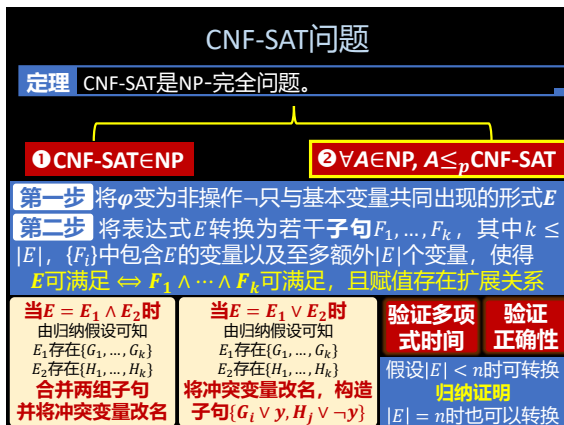 CNF-SAT问题
定理 CNF-SAT是NP-完全问题。
❶CNF-SAT∈NP
❷∀A∈NP, A≤ₚCNF-SAT
第一步 将φ变为非操作¬只与基本变量共同出现的形式E
第二步 将表达式E转换为若干子句F₁, … , Fₖ，其中k ≤
|E|，{Fᵢ}中包含E的变量以及至多额外|E|个变量，使得
E可满足 ⟺ F₁ ∧ ⋯ ∧ Fₖ可满足，且赋值存在扩展关系
当E = E₁ ∧ E₂时
由归纳假设可知
E₁存在{G₁, … , Gₖ}
E₂存在{H₁, … , Hₖ}
合并两组子句
并将冲突变量改名
当E = E₁ ∨ E₂时
由归纳假设可知
E₁存在{G₁, … , Gₖ}
E₂存在{H₁, … , Hₖ}
将冲突变量改名，构造
子句{Gᵢ ∨ y, Hⱼ ∨ ¬y}
验证多项
式时间
验证
正确性
假设|E| < n时可转换
归纳证明
|E| = n时也可以转换